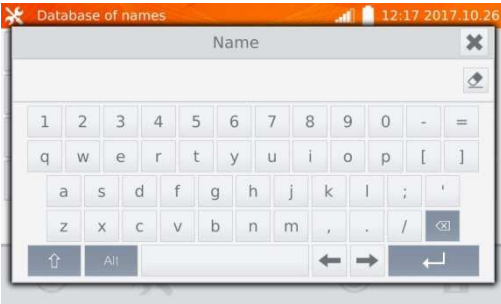 Database of names 12:17 2017.10.26
Name
1 2 3 4 5 6 7 8 9 0 - =
q w e r t y u i o p [ ]
a s d f g h j k l ; '
z x c v b n m , . /
Alt